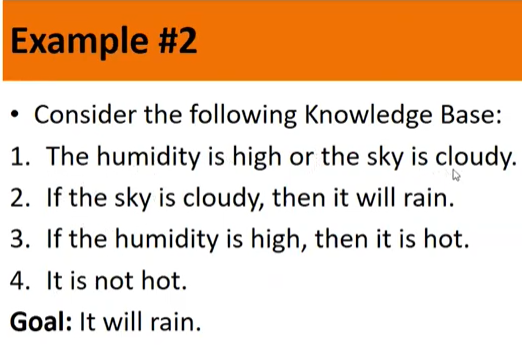 Example #2
• Consider the following Knowledge Base:
1. The humidity is high or the sky is cloudy.
2. If the sky is cloudy, then it will rain.
3. If the humidity is high, then it is hot.
4. It is not hot.
Goal: It will rain.